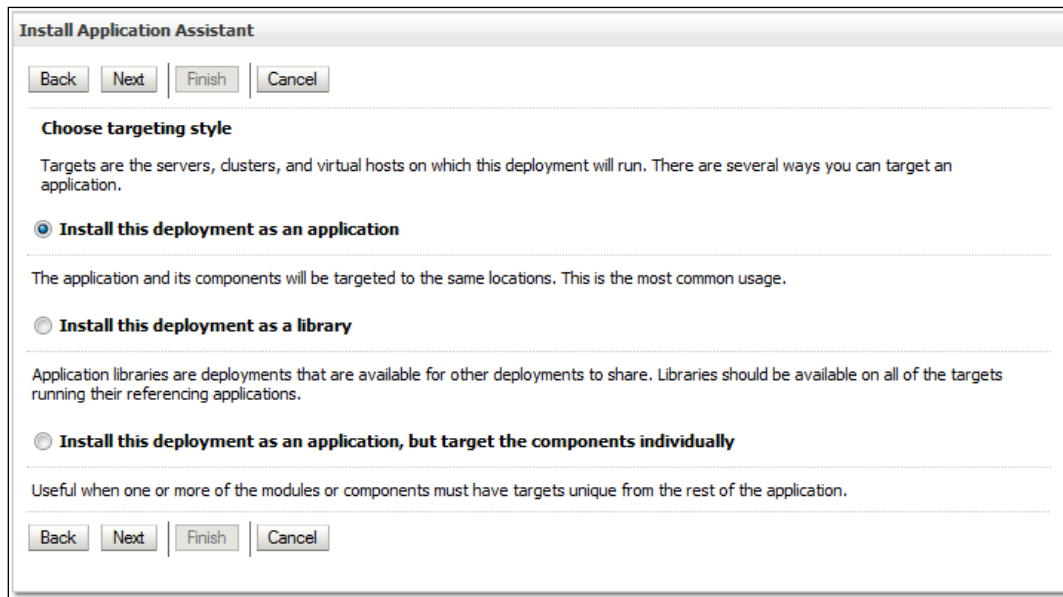 Install Application Assistant
Back Next Finish Cancel
Choose targeting style
Targets are the servers, clusters, and virtual hosts on which this deployment will run. There are several ways you can target an
application.
Install this deployment as an application
The application and its components will be targeted to the same locations. This is the most common usage.
Install this deployment as a library
Application libraries are deployments that are available for other deployments to share. Libraries should be available on all of the targets
running their referencing applications.
Install this deployment as an application, but target the components individually
Useful when one or more of the modules or components must have targets unique from the rest of the application.
Back Next Finish Cancel